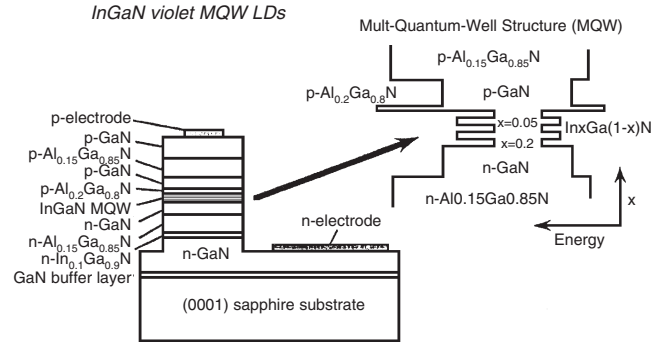 InGaN violet MQW LDs
Mult-Quantum-Well Structure (MQW)
p-Al0.15Ga0.85N
p-Al0.2Ga0.8N
p-GaN
x=0.05
x=0.2
InxGa(1-x)N
n-GaN
n-Al0.15Ga0.85N
x
Energy
p-electrode
p-GaN
p-Al0.15Ga0.85N
p-GaN
p-Al0.2Ga0.8N
InGaN MQW
n-GaN
n-Al0.15Ga0.85N
n-In0.1Ga0.9N
GaN buffer layer
n-electrode
n-GaN
(0001) sapphire substrate